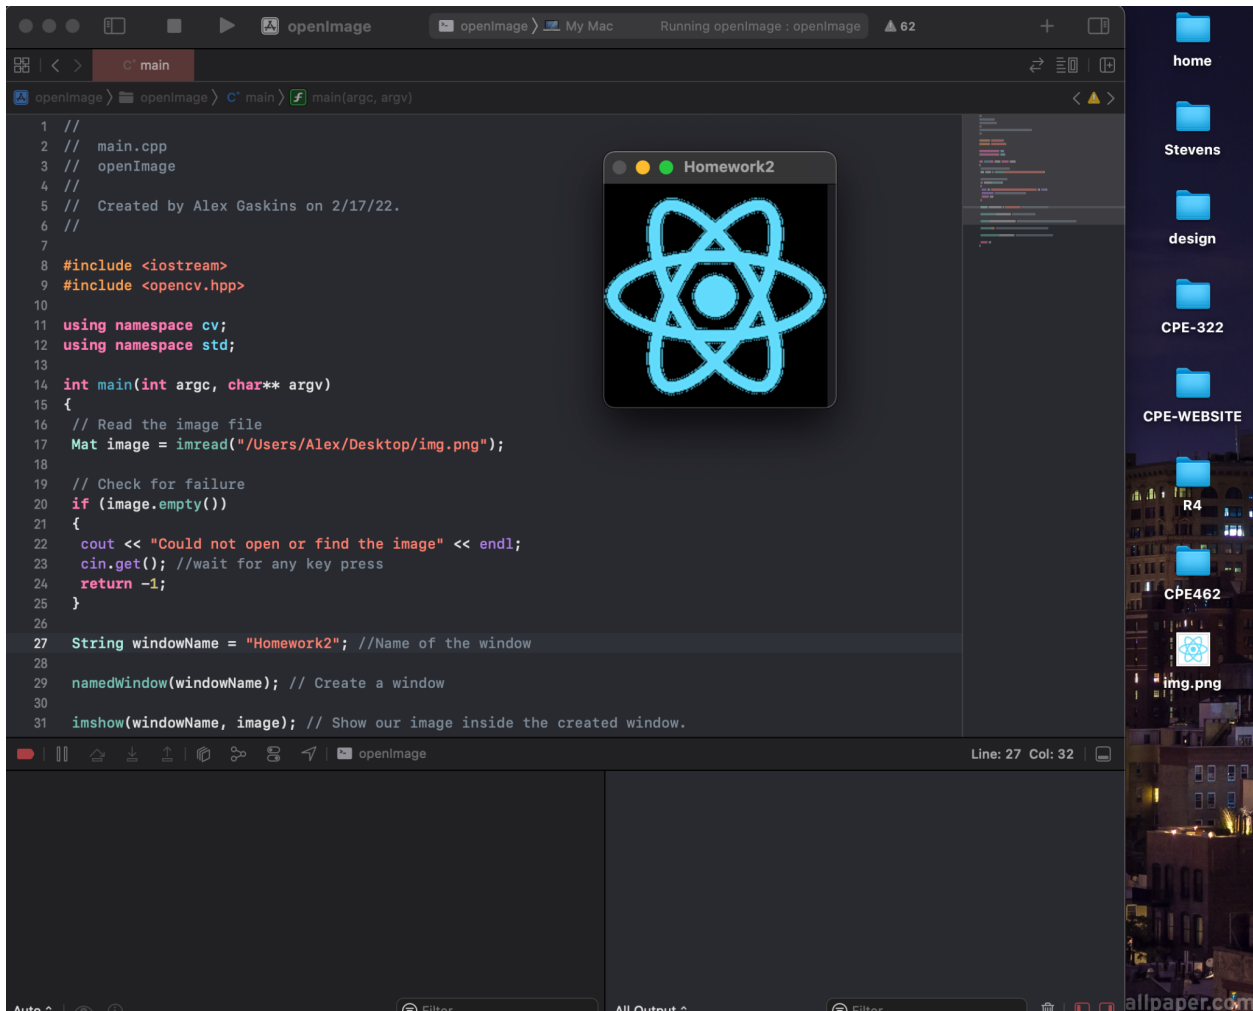 openImage
openImage 〉 My Mac
Running openImage : openImage
62
main
openImage 〉 openImage 〉 main 〉 main(argc, argv)
1 //
2 //  main.cpp
3 //  openImage
4 //
5 //  Created by Alex Gaskins on 2/17/22.
6 //
7
8 #include <iostream>
9 #include <opencv.hpp>
10
11 using namespace cv;
12 using namespace std;
13
14 int main(int argc, char** argv)
15 {
16  // Read the image file
17  Mat image = imread("/Users/Alex/Desktop/img.png");
18
19  // Check for failure
20  if (image.empty())
21  {
22   cout << "Could not open or find the image" << endl;
23   cin.get(); //wait for any key press
24   return -1;
25  }
26
27  String windowName = "Homework2"; //Name of the window
28
29  namedWindow(windowName); // Create a window
30
31  imshow(windowName, image); // Show our image inside the created window.
Homework2
openImage
Line: 27 Col: 32
Auto
Filter
All Output
Filter
home
Stevens
design
CPE-322
CPE-WEBSITE
R4
CPE462
img.png
allpaper.com